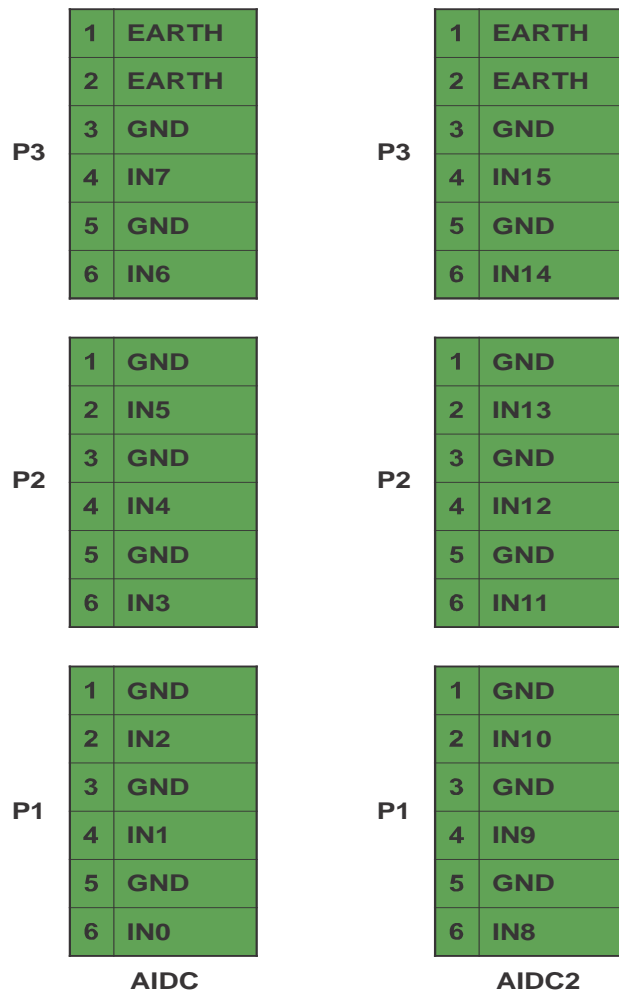 P3
1 EARTH
2 EARTH
3 GND
4 IN7
5 GND
6 IN6
P2
1 GND
2 IN5
3 GND
4 IN4
5 GND
6 IN3
P1
1 GND
2 IN2
3 GND
4 IN1
5 GND
6 IN0
AIDC
P3
1 EARTH
2 EARTH
3 GND
4 IN15
5 GND
6 IN14
P2
1 GND
2 IN13
3 GND
4 IN12
5 GND
6 IN11
P1
1 GND
2 IN10
3 GND
4 IN9
5 GND
6 IN8
AIDC2